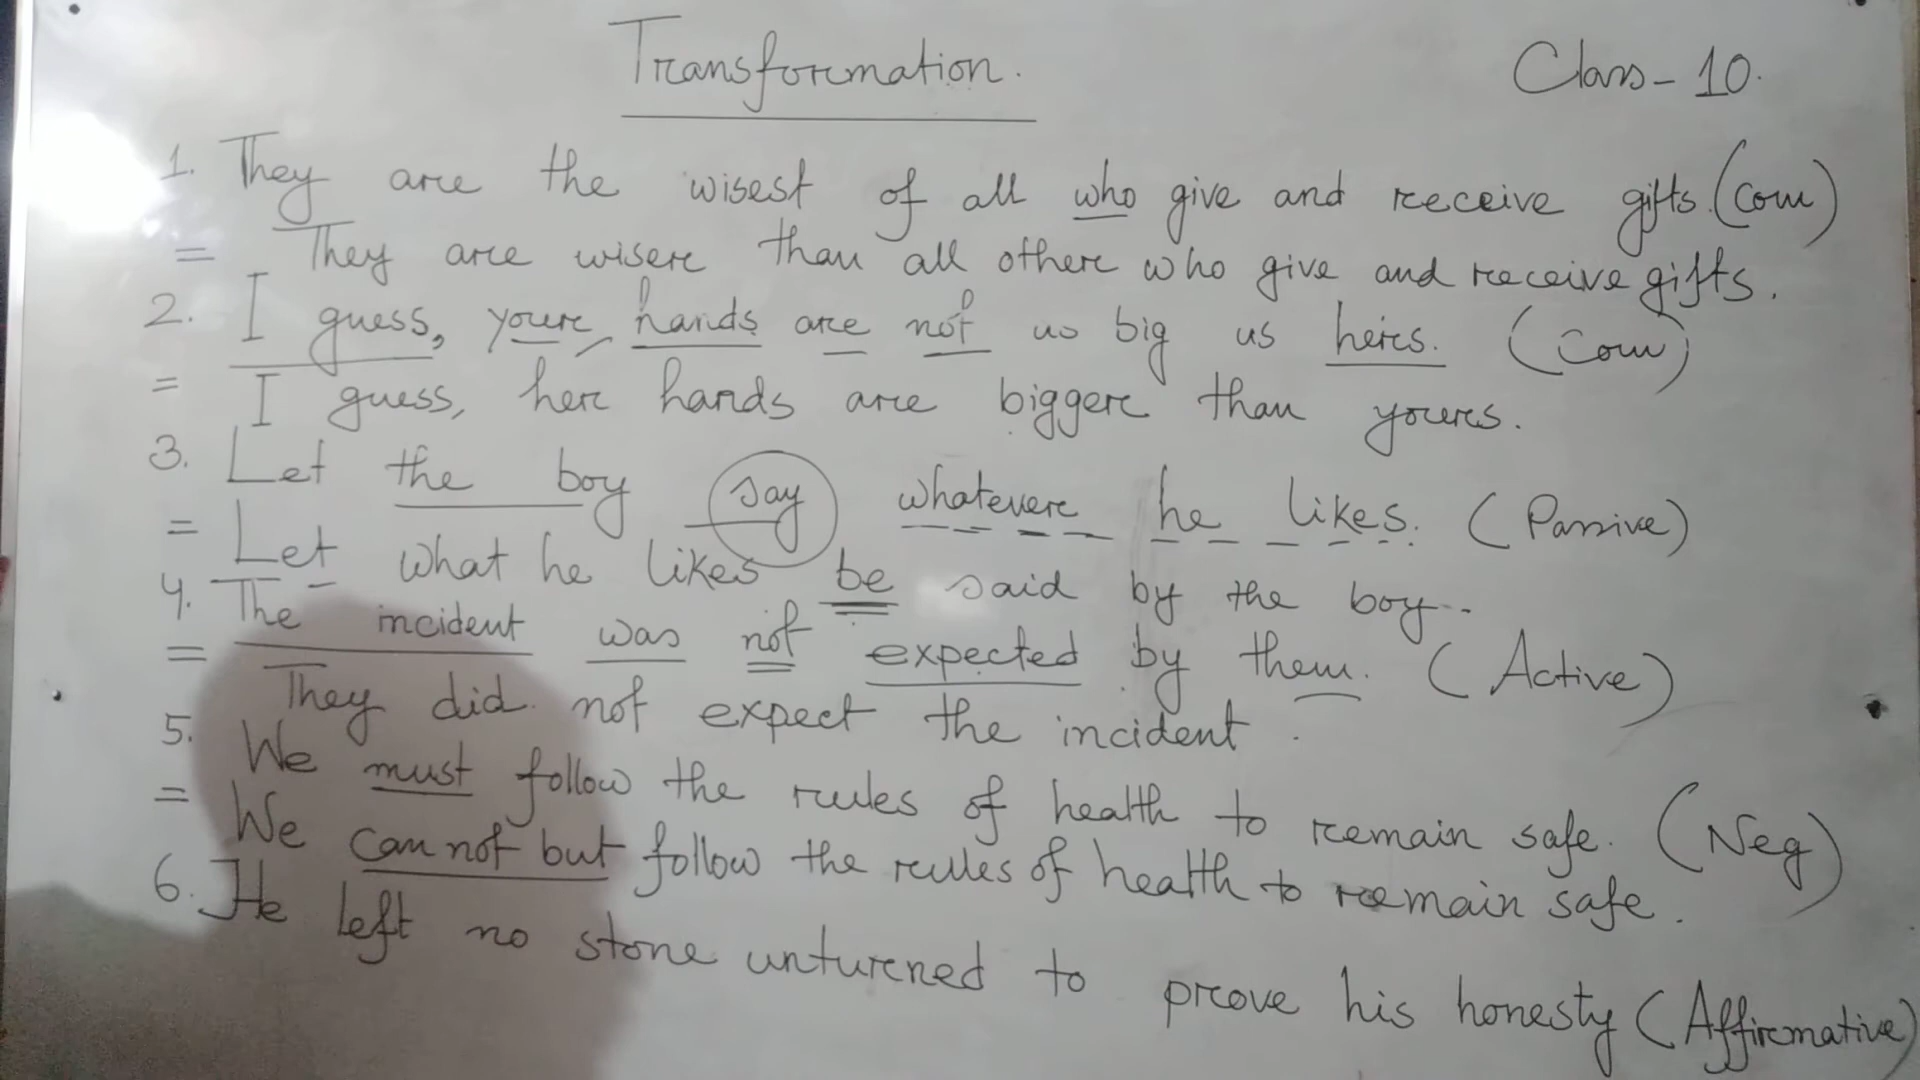 Transformation.
Class - 10.
1. They are the wisest of all who give and receive gifts. (Com)
= They are wiser than all other who give and receive gifts.
2. I guess, your hands are not as big as hers. (Com)
= I guess, her hands are bigger than yours.
3. Let the boy say whatever he likes. (Passive)
= Let what he likes be said by the boy..
4. The incident was not expected by them. (Active)
= They did not expect the incident.
5. We must follow the rules of health to remain safe. (Neg)
= We can not but follow the rules of health to remain safe.
6. He left no stone unturned to prove his honesty (Affirmative)